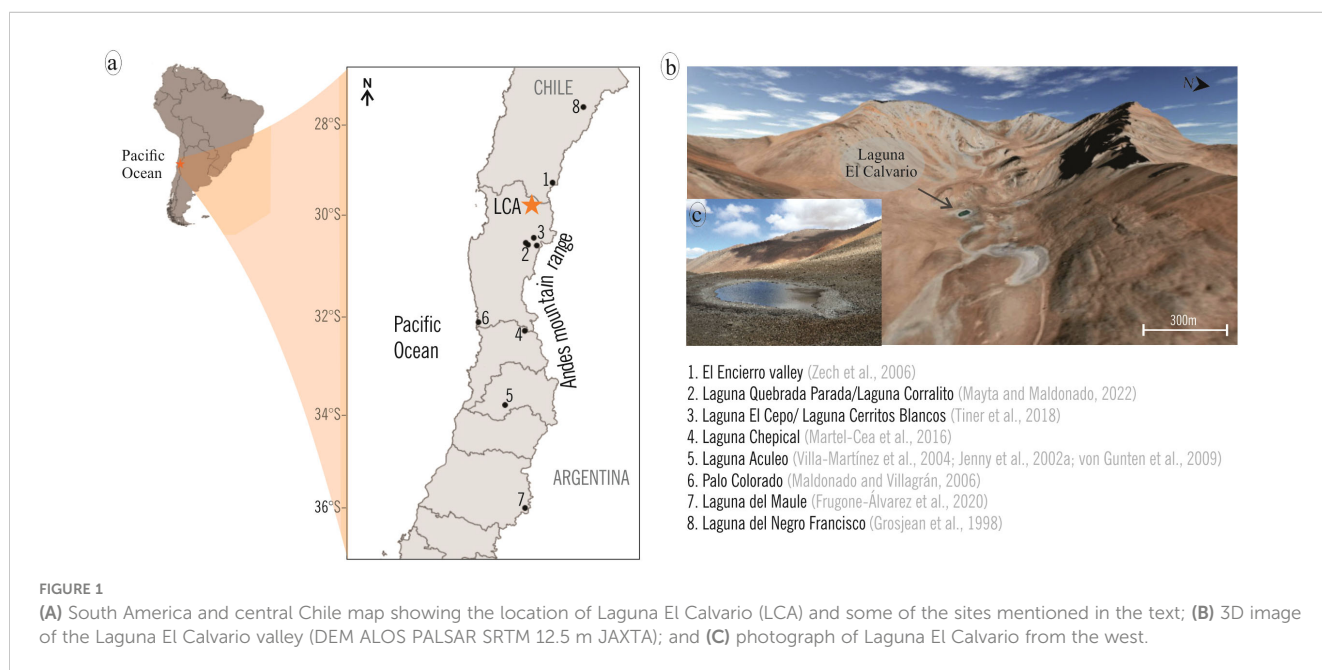 a
Pacific
Ocean
N
CHILE
28°S
30°S
32°S
34°S
36°S
8
1
LCA
3
2
Andes mountain range
6
4
Pacific
Ocean
5
ARGENTINA
7
b
N
Laguna
El Calvario
c
300m
1. El Encierro valley (Zech et al., 2006)
2. Laguna Quebrada Parada/Laguna Corralito (Mayta and Maldonado, 2022)
3. Laguna El Cepo/ Laguna Cerritos Blancos (Tiner et al., 2018)
4. Laguna Chepical (Martel-Cea et al., 2016)
5. Laguna Aculeo (Villa-Martínez et al., 2004; Jenny et al., 2002a; von Gunten et al., 2009)
6. Palo Colorado (Maldonado and Villagrán, 2006)
7. Laguna del Maule (Frugone-Álvarez et al., 2020)
8. Laguna del Negro Francisco (Grosjean et al., 1998)
FIGURE 1
(A) South America and central Chile map showing the location of Laguna El Calvario (LCA) and some of the sites mentioned in the text; (B) 3D image
of the Laguna El Calvario valley (DEM ALOS PALSAR SRTM 12.5 m JAXTA); and (C) photograph of Laguna El Calvario from the west.